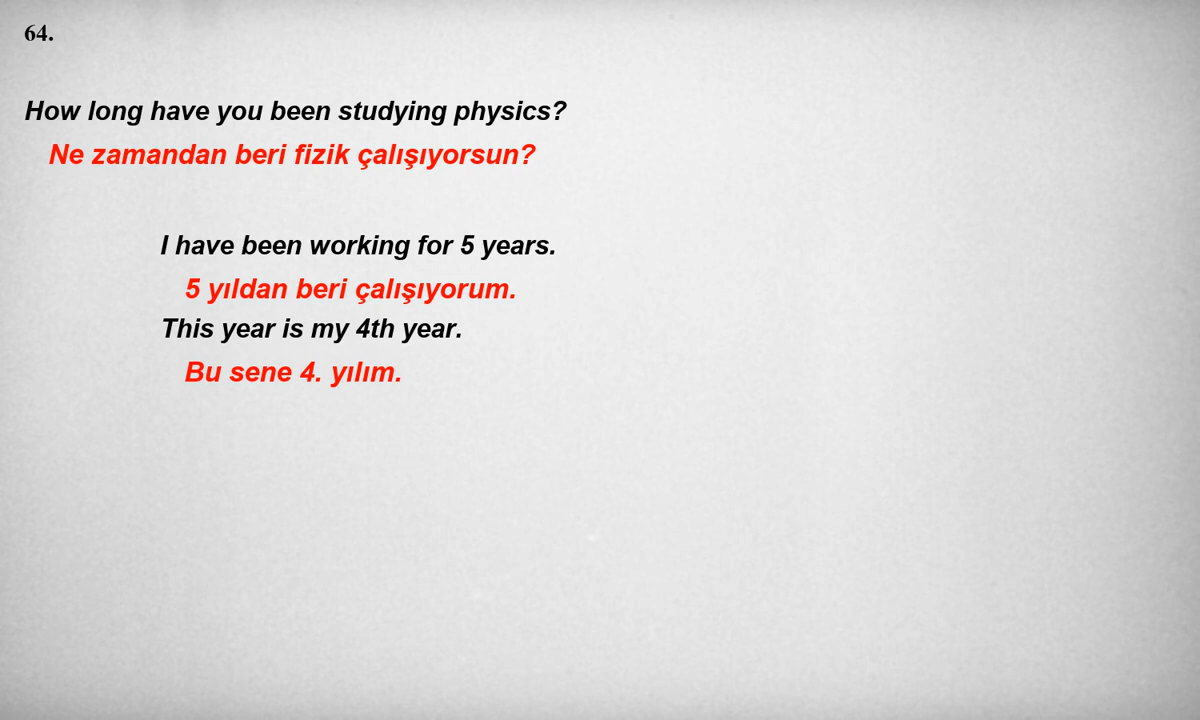 64.
How long have you been studying physics?
Ne zamandan beri fizik çalışıyorsun?
I have been working for 5 years.
5 yıldan beri çalışıyorum.
This year is my 4th year.
Bu sene 4. yılım.